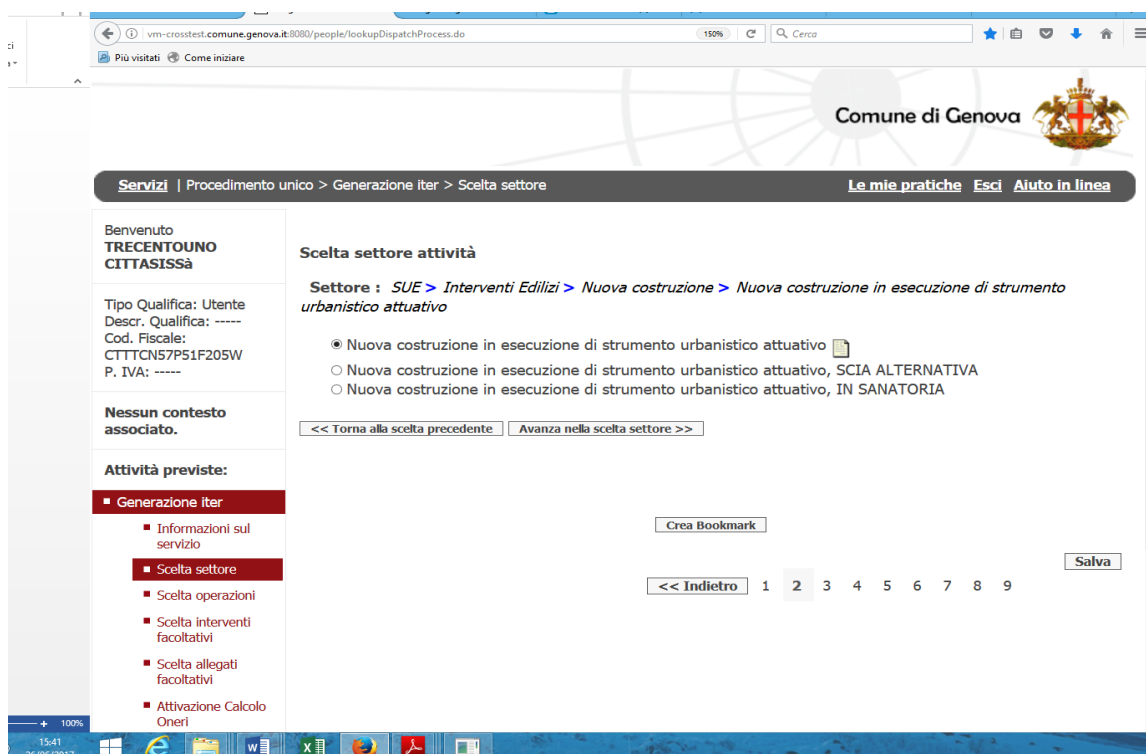 vm-crosstest.comune.genova.it:8080/people/lookupDispatchProcess.do 150% Cerca
Più visitati Come iniziare
Comune di Genova
Servizi | Procedimento unico > Generazione iter > Scelta settore Le mie pratiche Esci Aiuto in linea
Benvenuto
TRECENTOUNO
CITTASISSà
Tipo Qualifica: Utente
Descr. Qualifica: -----
Cod. Fiscale:
CTTTCN57P51F205W
P. IVA: -----
Nessun contesto
associato.
Attività previste:
Generazione iter
Informazioni sul
servizio
Scelta settore
Scelta operazioni
Scelta interventi
facoltativi
Scelta allegati
facoltativi
Attivazione Calcolo
Oneri
Scelta settore attività
Settore : SUE > Interventi Edilizi > Nuova costruzione > Nuova costruzione in esecuzione di strumento
urbanistico attuativo
Nuova costruzione in esecuzione di strumento urbanistico attuativo
Nuova costruzione in esecuzione di strumento urbanistico attuativo, SCIA ALTERNATIVA
Nuova costruzione in esecuzione di strumento urbanistico attuativo, IN SANATORIA
<< Torna alla scelta precedente Avanza nella scelta settore >>
Crea Bookmark
Salva
<< Indietro 1 2 3 4 5 6 7 8 9
100%
15:41